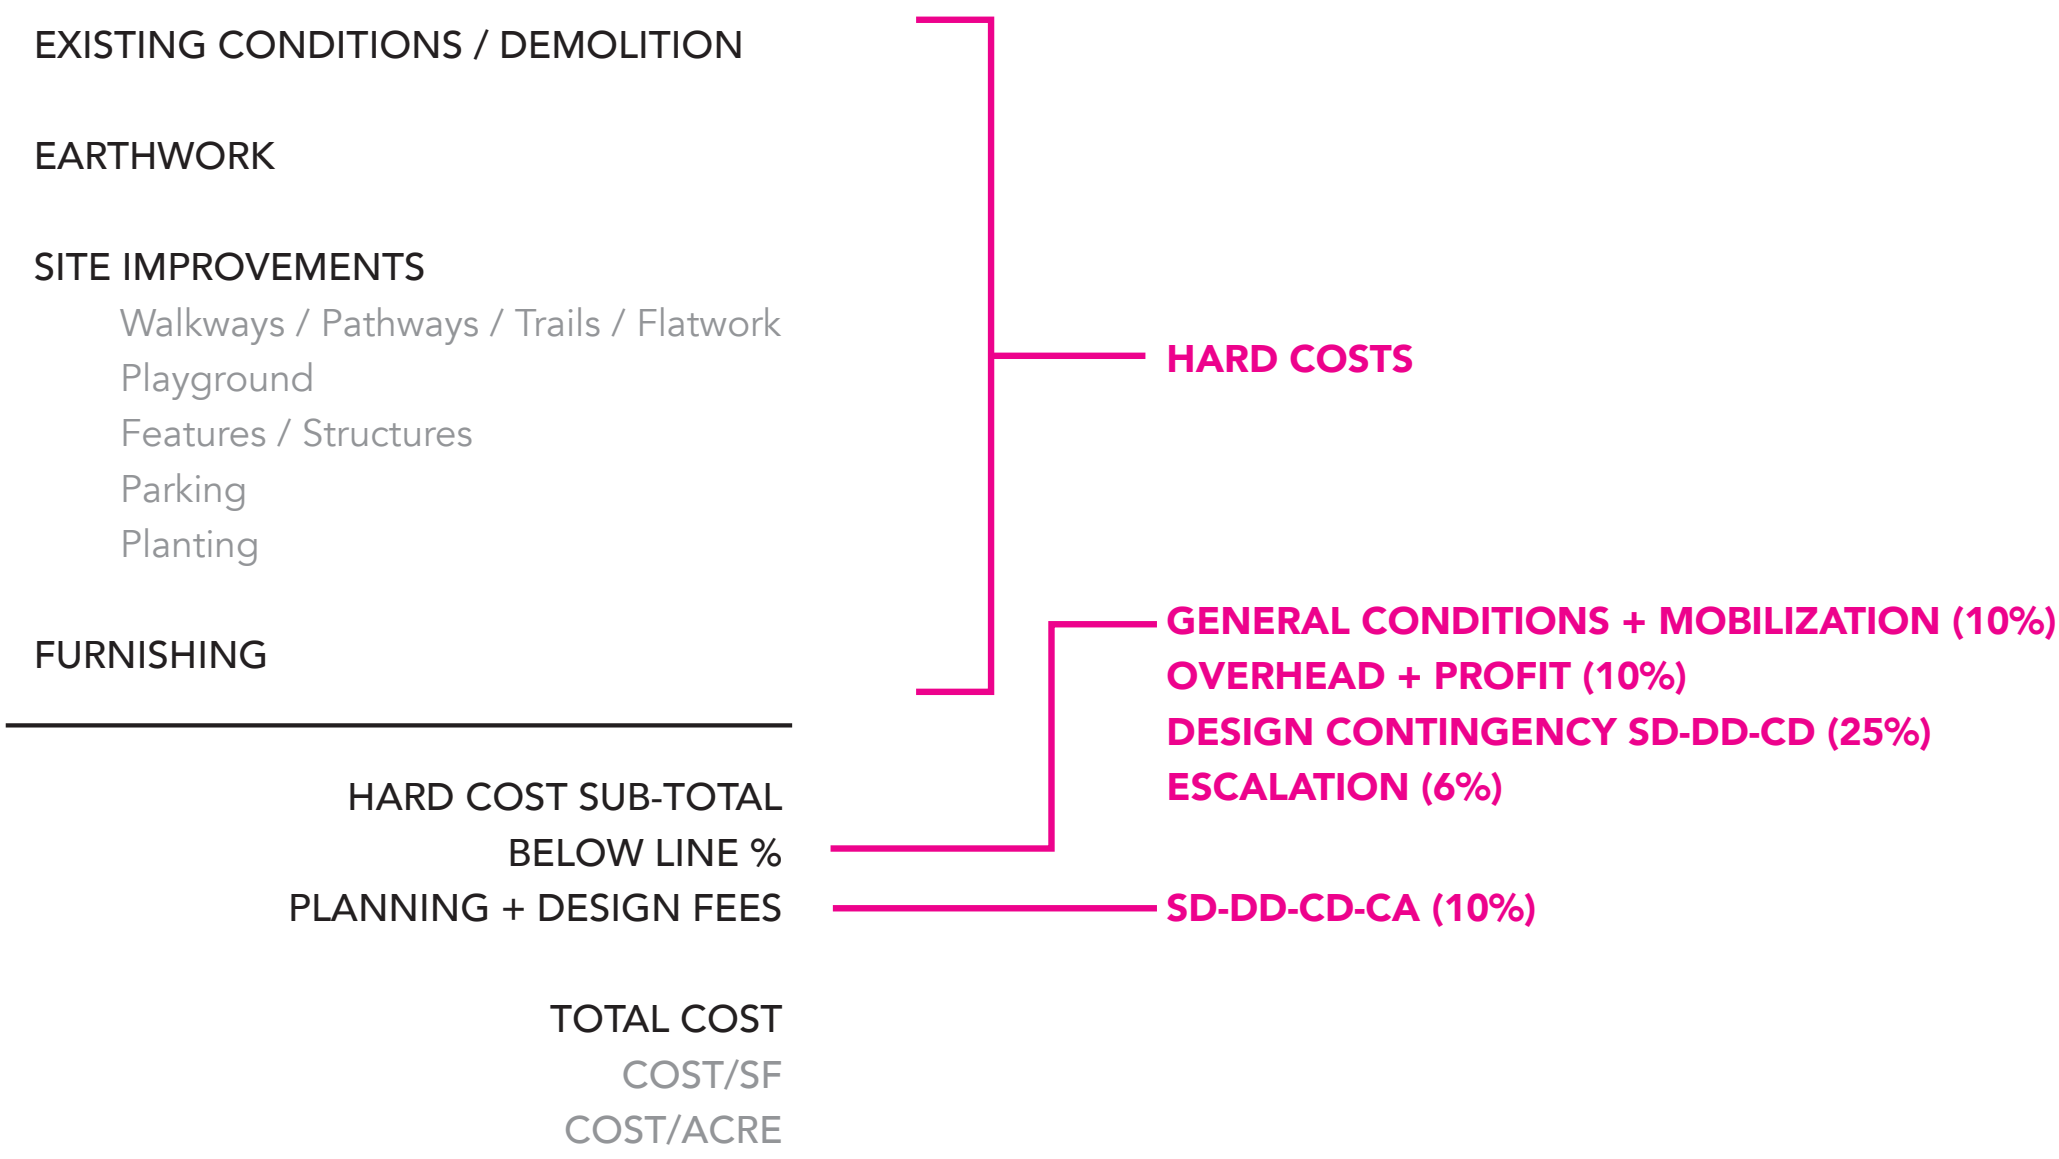 EXISTING CONDITIONS / DEMOLITION
EARTHWORK
SITE IMPROVEMENTS
Walkways / Pathways / Trails / Flatwork
Playground
Features / Structures
Parking
Planting
FURNISHING
HARD COSTS
HARD COST SUB-TOTAL
BELOW LINE %
PLANNING + DESIGN FEES
GENERAL CONDITIONS + MOBILIZATION (10%)
OVERHEAD + PROFIT (10%)
DESIGN CONTINGENCY SD-DD-CD (25%)
ESCALATION (6%)
SD-DD-CD-CA (10%)
TOTAL COST
COST/SF
COST/ACRE